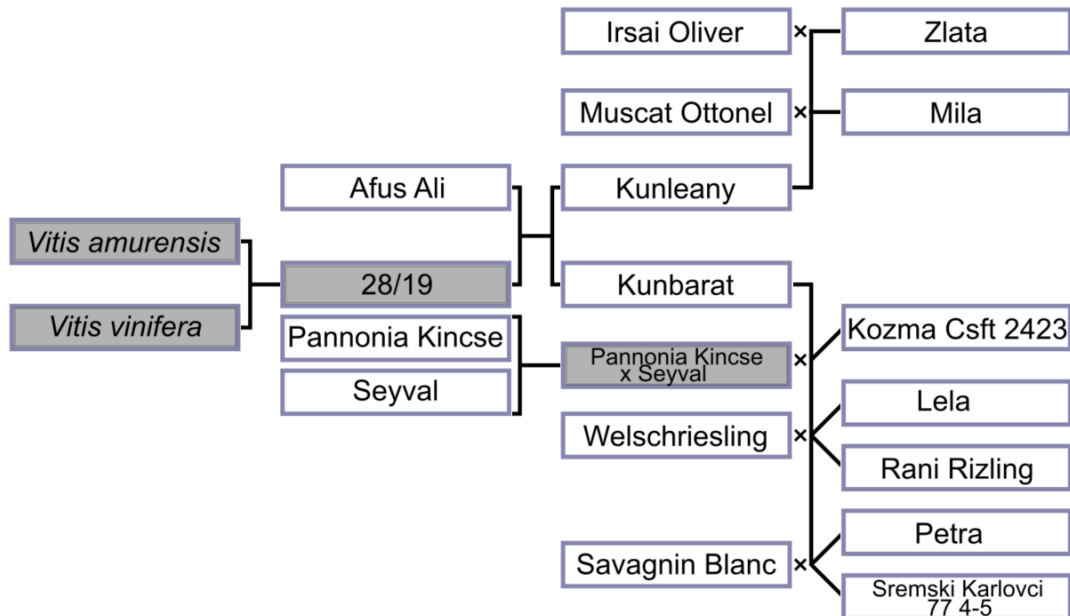 Irsai Oliver
×
Zlata
Muscat Ottonel
×
Mila
Afus Ali
Kunleany
Vitis amurensis
28/19
Kunbarat
Vitis vinifera
Pannonia Kincse
Kozma Csft 2423
Pannonia Kincse
x Seyval
×
Seyval
Lela
Welschriesling
×
Rani Rizling
Petra
Savagnin Blanc
×
Sremski Karlovci
77 4-5